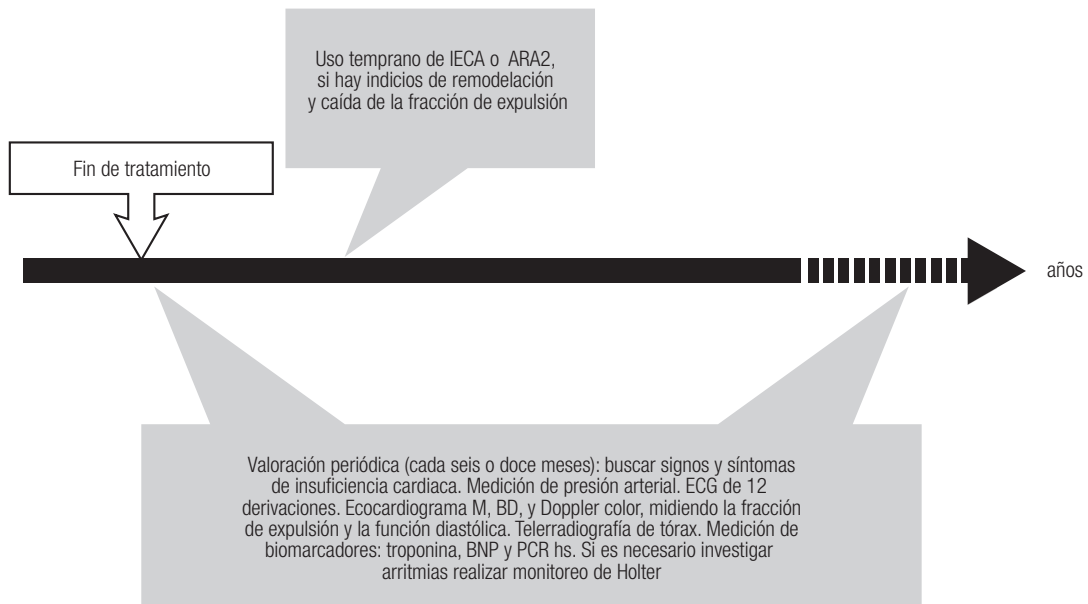 Uso temprano de IECA o ARA2,
si hay indicios de remodelación
y caída de la fracción de expulsión
Fin de tratamiento
años
Valoración periódica (cada seis o doce meses): buscar signos y síntomas
de insuficiencia cardiaca. Medición de presión arterial. ECG de 12
derivaciones. Ecocardiograma M, BD, y Doppler color, midiendo la fracción
de expulsión y la función diastólica. Telerradiografía de tórax. Medición de
biomarcadores: troponina, BNP y PCR hs. Si es necesario investigar
arritmias realizar monitoreo de Holter